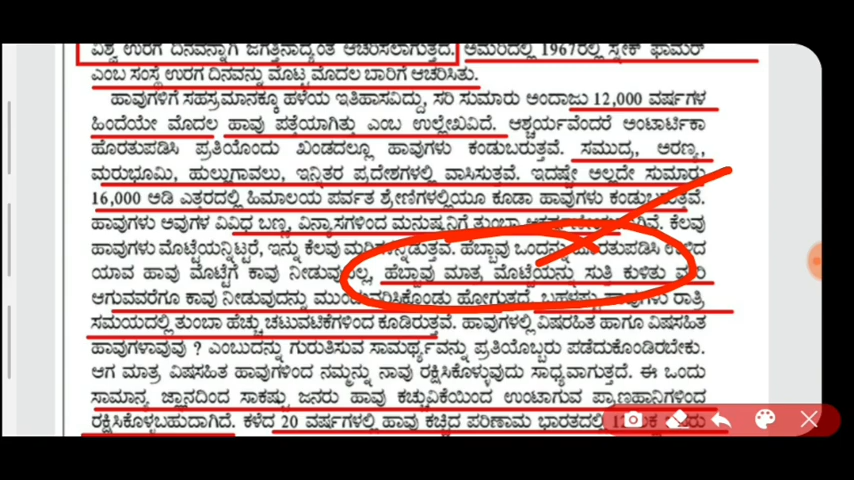 ವಿಶ್ವ ಉರಗ ದಿನವನ್ನಾಗಿ ಜಗತ್ತಿನಾದ್ಯಂತ ಆಚರಿಸಲಾಗುತ್ತದೆ. ಅಮೆರಿದಲ್ಲಿ 1967ರಲ್ಲಿ ಸ್ನೇಕ್ ಫಾರ್ಮ್
ಎಂಬ ಸಂಸ್ಥೆ ಉರಗ ದಿನವನ್ನು ಮೊಟ್ಟ ಮೊದಲ ಬಾರಿಗೆ ಆಚರಿಸಿತು.
ಹಾವುಗಳಿಗೆ ಸಹಸ್ರಮಾನಕ್ಕೂ ಹಳೆಯ ಇತಿಹಾಸವಿದ್ದು, ಸರಿ ಸುಮಾರು ಅಂದಾಜು 12,000 ವರ್ಷಗಳ
ಹಿಂದೆಯೇ ಮೊದಲ ಹಾವು ಪತ್ತೆಯಾಗಿತ್ತು ಎಂಬ ಉಲ್ಲೇಖವಿದೆ. ಆಶ್ಚರ್ಯವೆಂದರೆ ಅಂಟಾರ್ಟಿಕಾ
ಹೊರತುಪಡಿಸಿ ಪ್ರತಿಯೊಂದು ಖಂಡದಲ್ಲೂ ಹಾವುಗಳು ಕಂಡುಬರುತ್ತವೆ. ಸಮುದ್ರ, ಅರಣ್ಯ,
ಮರುಭೂಮಿ, ಹುಲ್ಲುಗಾವಲು, ಇನ್ನಿತರ ಪ್ರದೇಶಗಳಲ್ಲಿ ವಾಸಿಸುತ್ತವೆ. ಇದಷ್ಟೇ ಅಲ್ಲದೇ ಸುಮಾರು
16,000 ಅಡಿ ಎತ್ತರದಲ್ಲಿ ಹಿಮಾಲಯ ಪರ್ವತ ಶ್ರೇಣಿಗಳಲ್ಲಿಯೂ ಕೂಡಾ ಹಾವುಗಳು ಕಂಡುಬರುತ್ತವೆ.
ಹಾವುಗಳು ಅವುಗಳ ವಿವಿಧ ಬಣ್ಣ, ವಿನ್ಯಾಸಗಳಿಂದ ಮನುಷ್ಯನಿಗೆ ತುಂಬಾ ಕೆಲವು
ಹಾವುಗಳು ಮೊಟ್ಟೆಯನ್ನಿಟ್ಟರೆ, ಇನ್ನು ಕೆಲವು ಹೆಬ್ಬಾವು ಒಂದನ್ನು ಹೊರತುಪಡಿಸಿ ಉಳಿದ
ಯಾವ ಹಾವು ಮೊಟ್ಟೆಗೆ ಕಾವು ನೀಡುವುದಿಲ್ಲ, ಹೆಬ್ಬಾವು ಮಾತ್ರ ಮೊಟ್ಟೆಯನ್ನು ಸುತ್ತಿ ಕುಳಿತು ಮರಿ
ಆಗುವವರೆಗೂ ಕಾವು ನೀಡುವುದನ್ನು ಮುಂದುವರಿಸಿಕೊಂಡು ಹೋಗುತ್ತದೆ. ಬಹಳಷ್ಟು ಹಾವುಗಳು ರಾತ್ರಿ
ಸಮಯದಲ್ಲಿ ತುಂಬಾ ಹೆಚ್ಚು ಚಟುವಟಿಕೆಗಳಿಂದ ಕೂಡಿರುತ್ತವೆ. ಹಾವುಗಳಲ್ಲಿ ವಿಷರಹಿತ ಹಾಗೂ ವಿಷಸಹಿತ
ಹಾವುಗಳಾವುವು ? ಎಂಬುದನ್ನು ಗುರುತಿಸುವ ಸಾಮರ್ಥ್ಯವನ್ನು ಪ್ರತಿಯೊಬ್ಬರು ಪಡೆದುಕೊಂಡಿರಬೇಕು.
ಆಗ ಮಾತ್ರ ವಿಷಸಹಿತ ಹಾವುಗಳಿಂದ ನಮ್ಮನ್ನು ನಾವು ರಕ್ಷಿಸಿಕೊಳ್ಳುವುದು ಸಾಧ್ಯವಾಗುತ್ತದೆ. ಈ ಒಂದು
ಸಾಮಾನ್ಯ ಜ್ಞಾನದಿಂದ ಸಾಕಷ್ಟು ಜನರು ಹಾವು ಕಚ್ಚುವಿಕೆಯಿಂದ ಉಂಟಾಗುವ ಪ್ರಾಣಹಾನಿಗಳಿಂದ
ರಕ್ಷಿಸಿಕೊಳ್ಳಬಹುದಾಗಿದೆ. ಕಳೆದ 20 ವರ್ಷಗಳಲ್ಲಿ ಹಾವು ಕಚ್ಚಿದ ಪರಿಣಾಮ ಭಾರತದಲ್ಲಿ